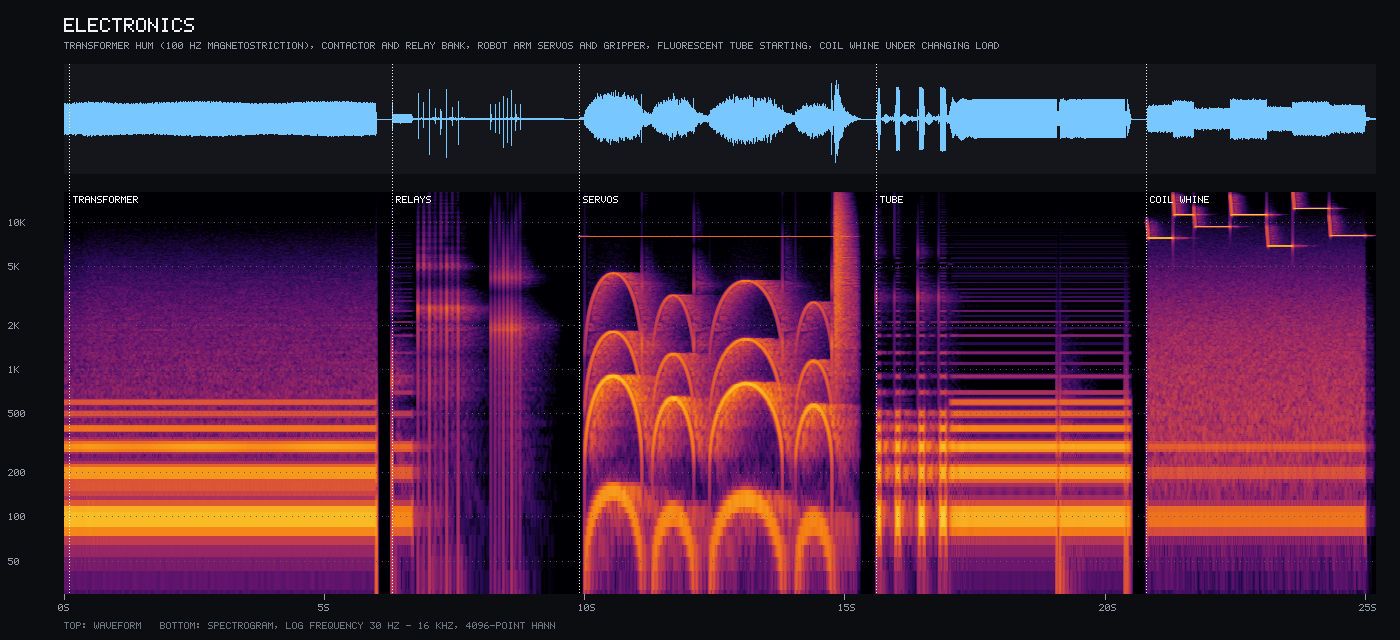 ELECTRONICS
TRANSFORMER HUM (100 HZ MAGNETOSTRICTION), CONTACTOR AND RELAY BANK, ROBOT ARM SERVOS AND GRIPPER, FLUORESCENT TUBE STARTING, COIL WHINE UNDER CHANGING LOAD
TRANSFORMER RELAYS SERVOS TUBE COIL WHINE
10K
5K
2K
1K
500
200
100
50
0S 5S 10S 15S 20S 25S
TOP: WAVEFORM BOTTOM: SPECTROGRAM, LOG FREQUENCY 30 HZ - 16 KHZ, 4096-POINT HANN